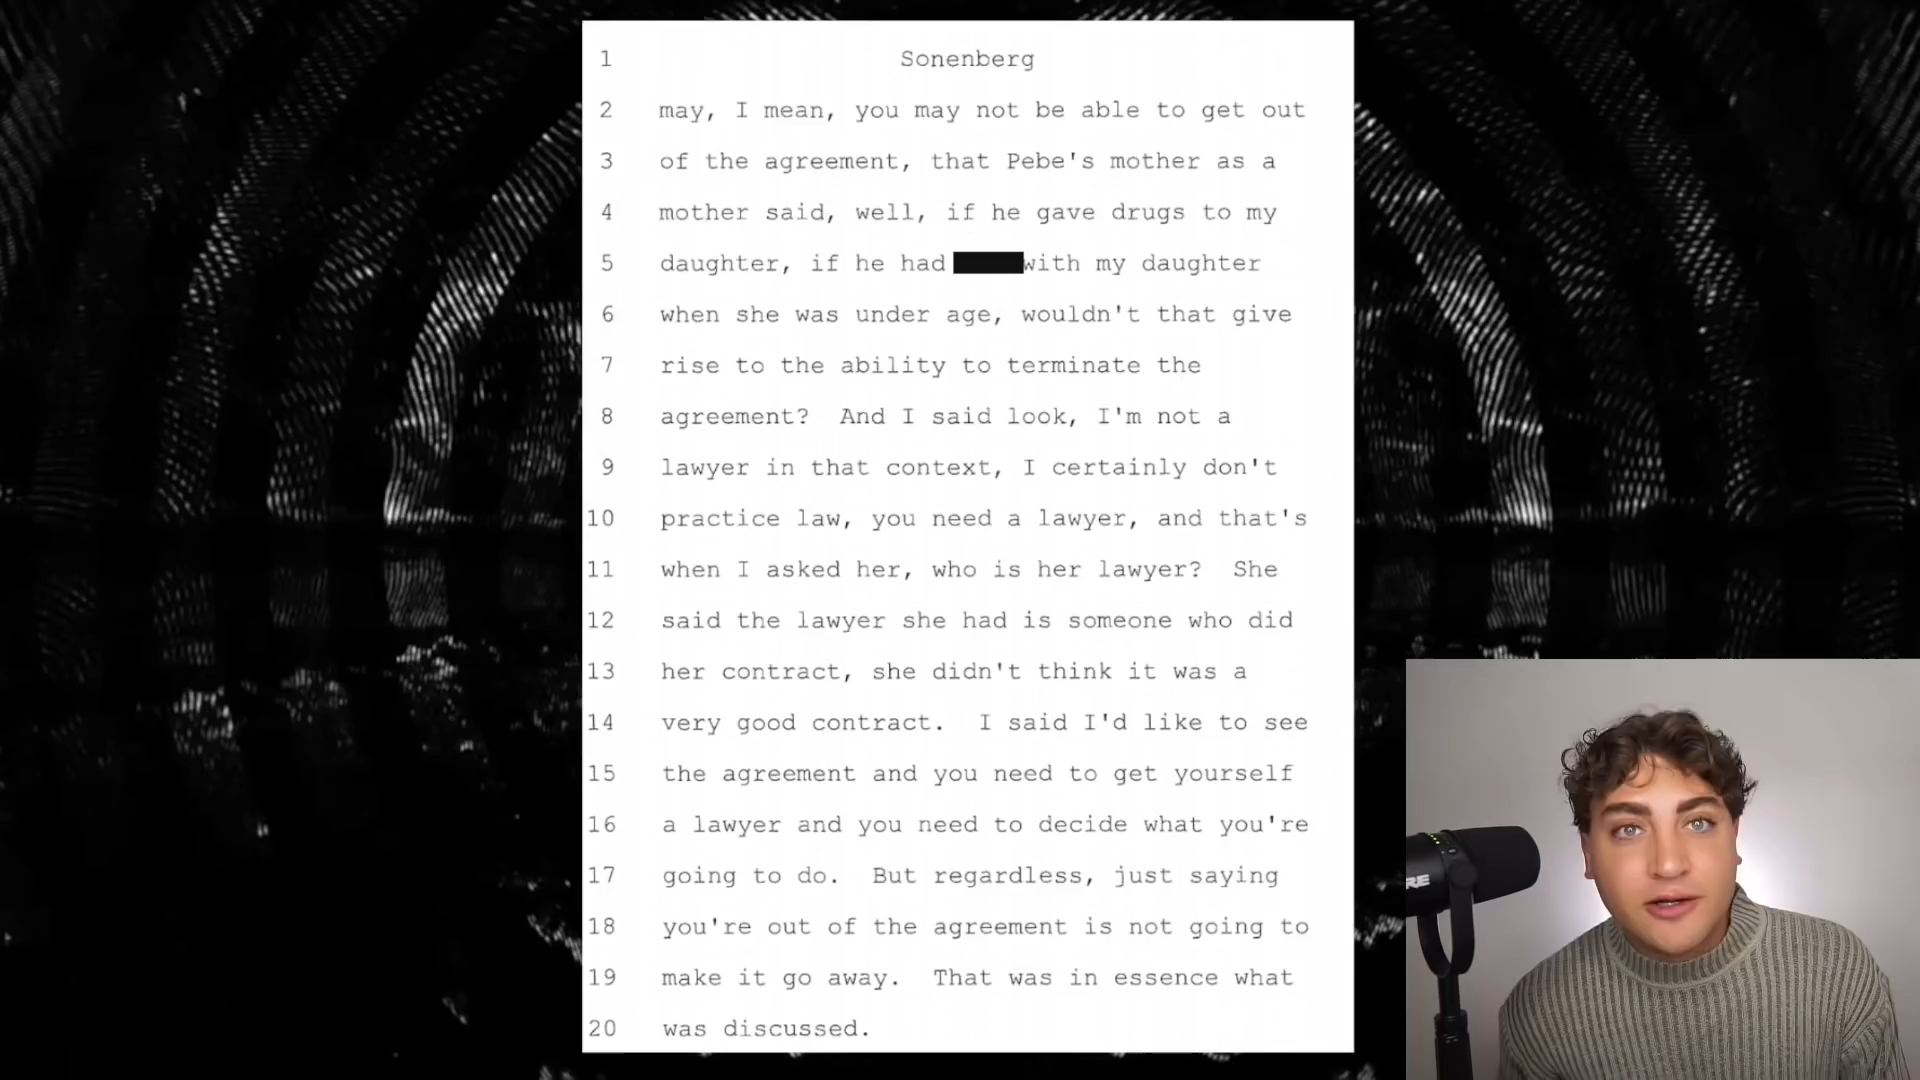 1 Sonenberg
2 may, I mean, you may not be able to get out
3 of the agreement, that Pebe's mother as a
4 mother said, well, if he gave drugs to my
5 daughter, if he had with my daughter
6 when she was under age, wouldn't that give
7 rise to the ability to terminate the
8 agreement? And I said look, I'm not a
9 lawyer in that context, I certainly don't
10 practice law, you need a lawyer, and that's
11 when I asked her, who is her lawyer? She
12 said the lawyer she had is someone who did
13 her contract, she didn't think it was a
14 very good contract. I said I'd like to see
15 the agreement and you need to get yourself
16 a lawyer and you need to decide what you're
17 going to do. But regardless, just saying
18 you're out of the agreement is not going to
19 make it go away. That was in essence what
20 was discussed.
RE